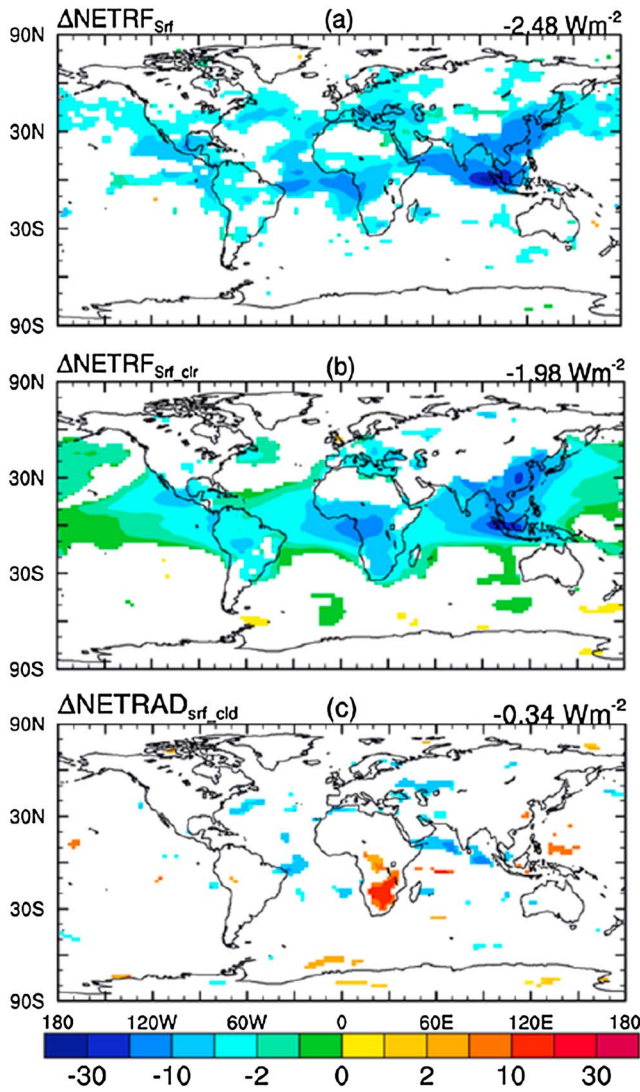 ΔNETRF_Srf (a) -2.48 Wm⁻²
90N
30N
30S
90S
ΔNETRF_Srf_clr (b) -1.98 Wm⁻²
90N
30N
30S
90S
ΔNETRAD_srf_cld (c) -0.34 Wm⁻²
90N
30N
30S
90S
180 120W 60W 0 60E 120E 180
-30 -10 -2 0 2 10 30